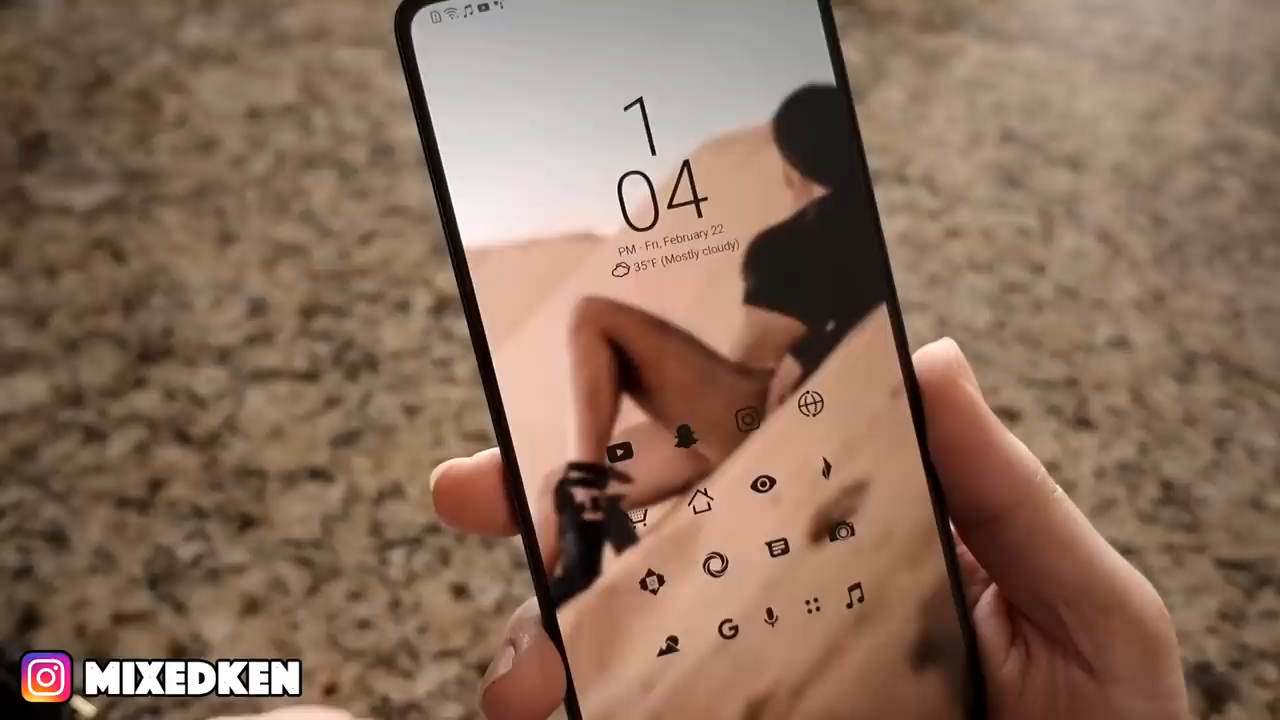 1
04
PM - Fri, February 22
35°F (Mostly cloudy)
G
MIXEDKEN